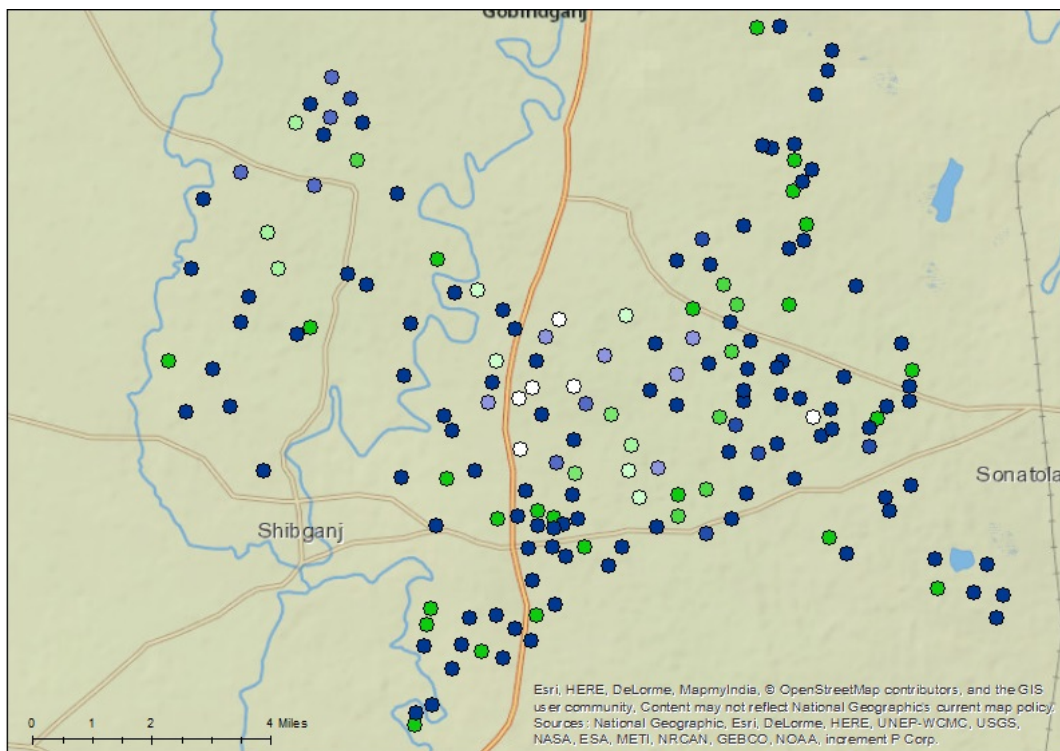 Gobindganj
Sonatola
Shibganj
Esri, HERE, DeLorme, MapmyIndia, © OpenStreetMap contributors, and the GIS
user community, Content may not reflect National Geographic's current map policy.
Sources: National Geographic, Esri, DeLorme, HERE, UNEP-WCMC, USGS,
NASA, ESA, METI, NRCAN, GEBCO, NOAA, increment P Corp.
0 1 2 4 Miles